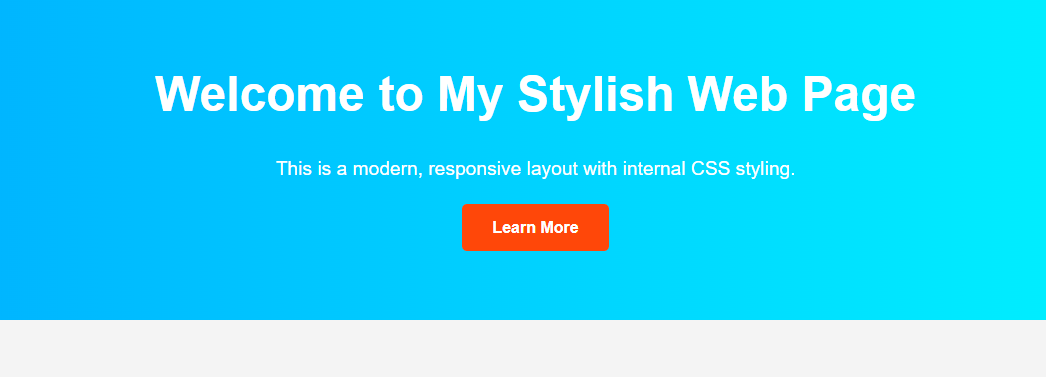 Welcome to My Stylish Web Page
This is a modern, responsive layout with internal CSS styling.
Learn More